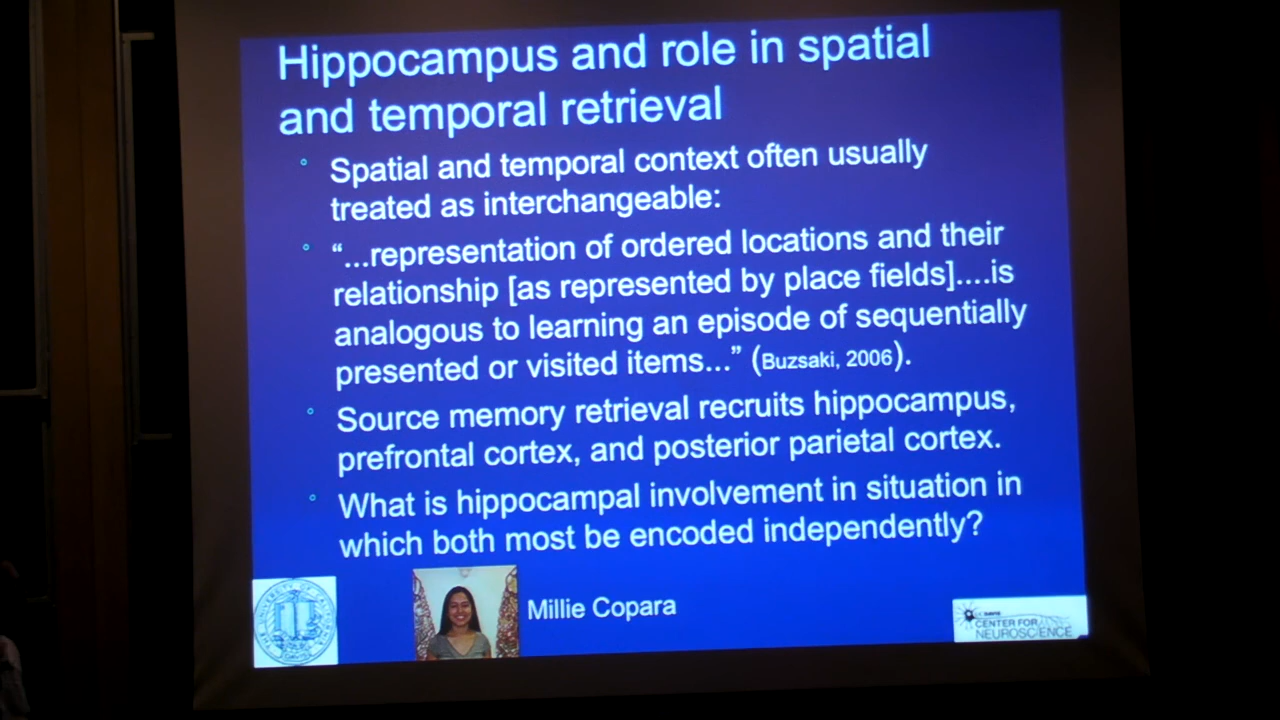 Hippocampus and role in spatial
and temporal retrieval
Spatial and temporal context often usually
treated as interchangeable:
“...representation of ordered locations and their
relationship [as represented by place fields]....is
analogous to learning an episode of sequentially
presented or visited items...” (Buzsaki, 2006).
Source memory retrieval recruits hippocampus,
prefrontal cortex, and posterior parietal cortex.
What is hippocampal involvement in situation in
which both most be encoded independently?
Millie Copara
UC DAVIS
CENTER FOR
NEUROSCIENCE